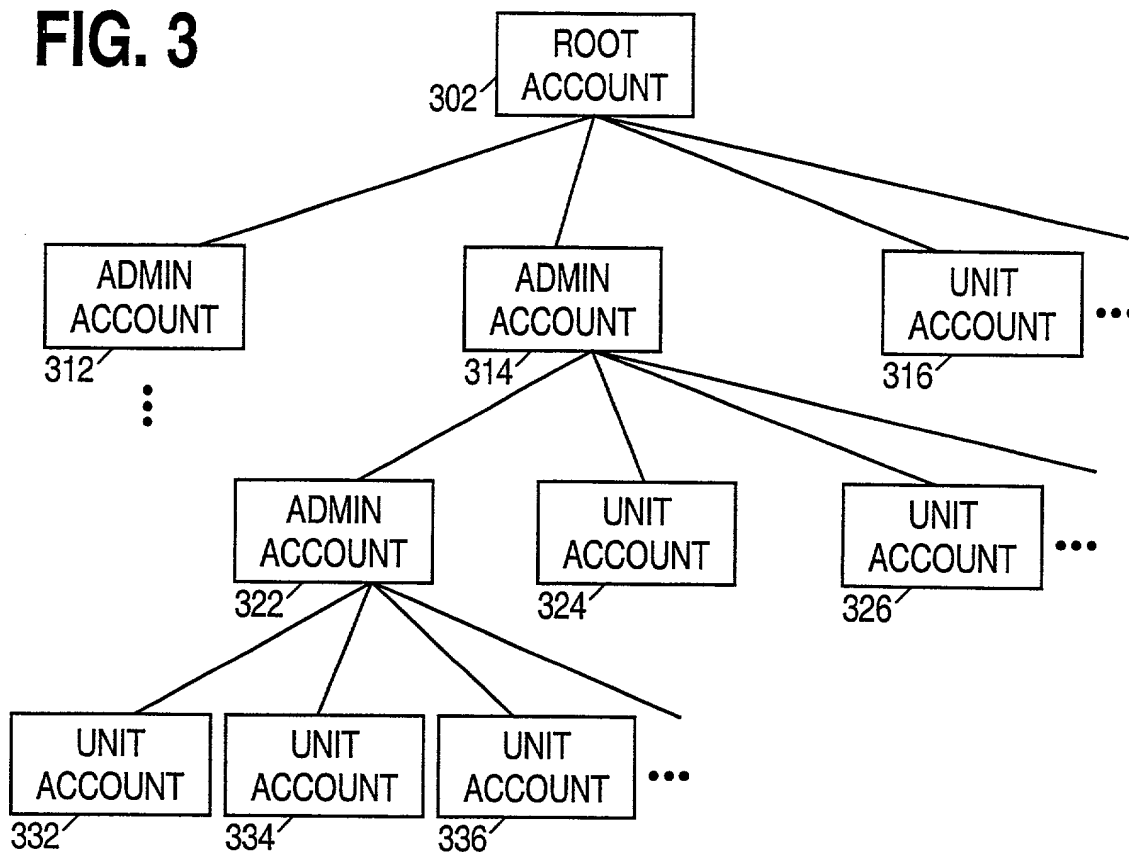 FIG. 3
ROOT
ACCOUNT
302
ADMIN
ACCOUNT
312
ADMIN
ACCOUNT
314
UNIT
ACCOUNT
316
ADMIN
ACCOUNT
322
UNIT
ACCOUNT
324
UNIT
ACCOUNT
326
UNIT
ACCOUNT
332
UNIT
ACCOUNT
334
UNIT
ACCOUNT
336